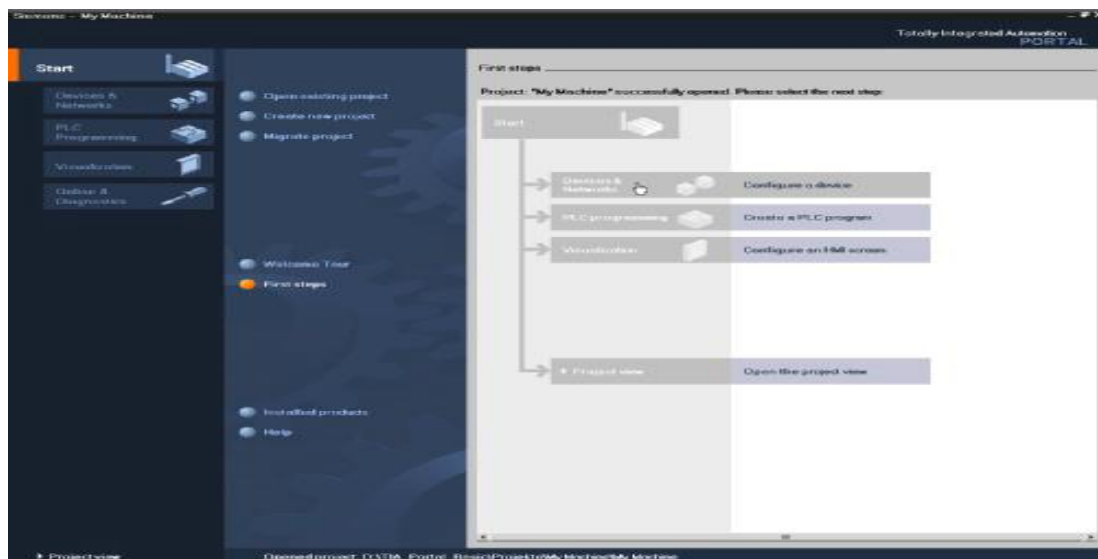 Siemens - My Machine
Totally Integrated Automation
PORTAL
Start
Devices &
Networks
PLC
Programming
Visualization
Online &
Diagnostics
Open existing project
Create new project
Migrate project
Welcome Tour
First steps
Installed products
Help
First steps
Project: "My Machine" successfully opened. Please select the next step:
Start
Devices &
Networks
Configure a device
PLC programming
Create a PLC program
Visualization
Configure an HMI screen
Project view
Open the project view
Project view
Opened project: